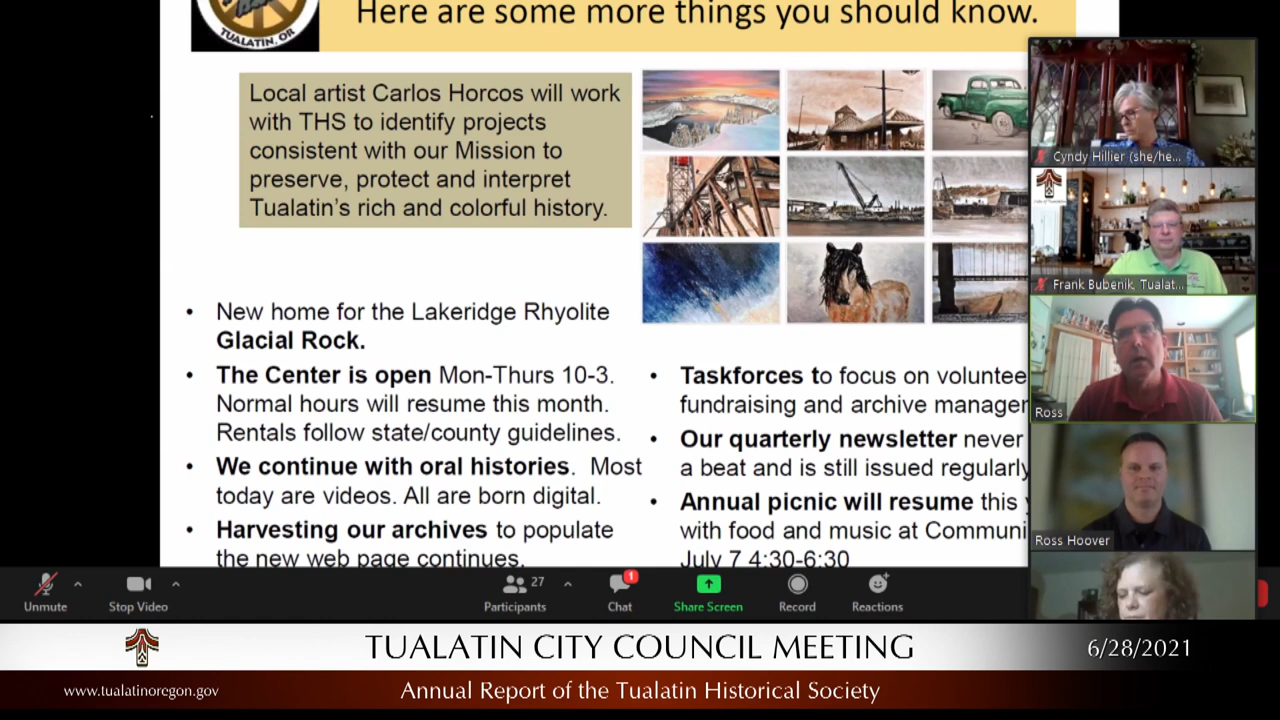 TUALATIN, OR
Here are some more things you should know.
Local artist Carlos Horcos will work
with THS to identify projects
consistent with our Mission to
preserve, protect and interpret
Tualatin's rich and colorful history.
• New home for the Lakeridge Rhyolite
Glacial Rock.
• The Center is open Mon-Thurs 10-3.
Normal hours will resume this month.
Rentals follow state/county guidelines.
• We continue with oral histories. Most
today are videos. All are born digital.
• Harvesting our archives to populate
the new web page continues.
• Taskforces to focus on voluntee
fundraising and archive manager
• Our quarterly newsletter never
a beat and is still issued regularly
• Annual picnic will resume this
with food and music at Communi
July 7 4:30-6:30
Cyndy Hillier (she/he...
Frank Bubenik, Tualat...
Ross
Ross Hoover
Unmute
Stop Video
27
Participants
1
Chat
Share Screen
Record
Reactions
TUALATIN CITY COUNCIL MEETING
6/28/2021
www.tualatinoregon.gov
Annual Report of the Tualatin Historical Society